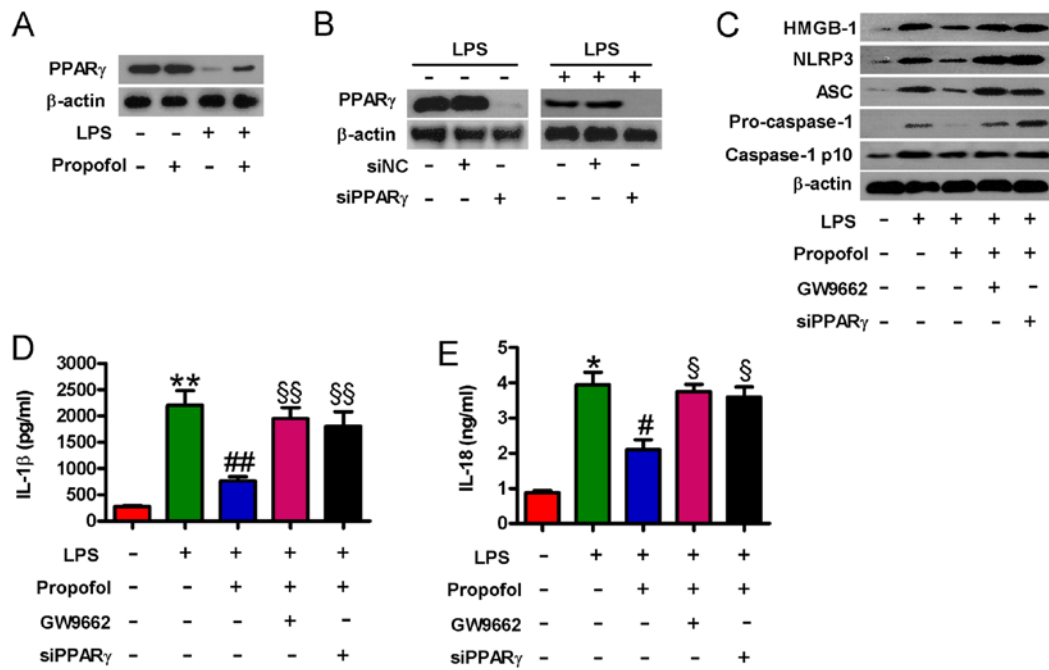 A
PPARγ
β-actin
LPS - - + +
Propofol - + - +
B
LPS LPS
- - - + + +
PPARγ
β-actin
siNC - + - - + -
siPPARγ - - + - - +
C
HMGB-1
NLRP3
ASC
Pro-caspase-1
Caspase-1 p10
β-actin
LPS - + + + +
Propofol - - + + +
GW9662 - - - + -
siPPARγ - - - - +
D
IL-1β (pg/ml)
3000
2500
2000
1500
1000
500
0
** ## §§ §§
LPS - + + + +
Propofol - - + + +
GW9662 - - - + -
siPPARγ - - - - +
E
IL-18 (ng/ml)
6
5
4
3
2
1
0
* # § §
LPS - + + + +
Propofol - - + + +
GW9662 - - - + -
siPPARγ - - - - +